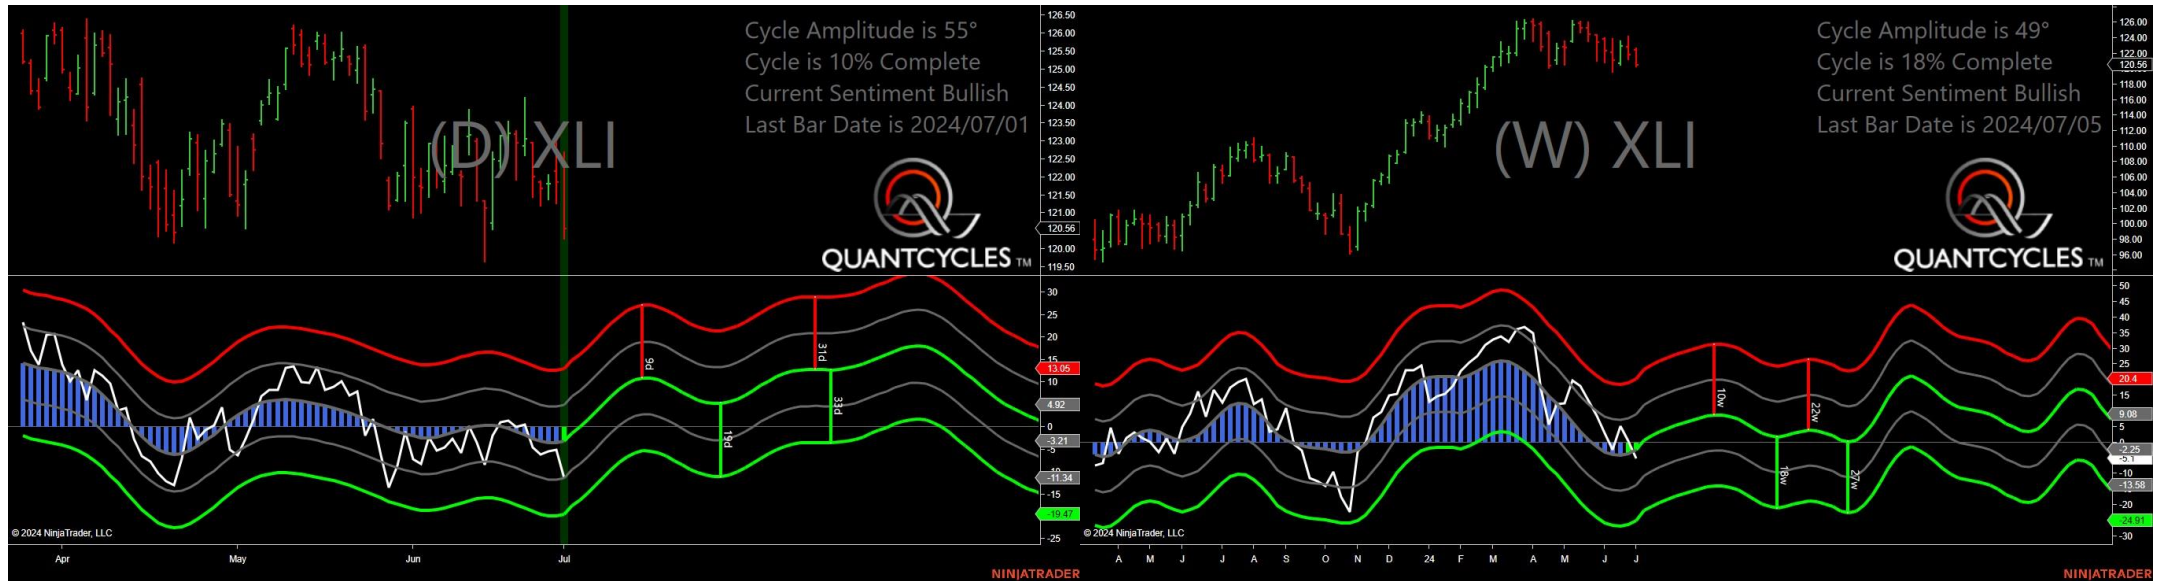 Cycle Amplitude is 55°
Cycle is 10% Complete
Current Sentiment Bullish
Last Bar Date is 2024/07/01
(D) XLI
QUANTCYCLES TM
126.50
126.00
125.50
125.00
124.50
124.00
123.50
123.00
122.50
122.00
121.50
121.00
120.56
120.00
119.50
9d
19d
31d
33d
30
25
20
15
13.05
10
4.92
0
-3.21
-5
-11.34
-15
-19.47
-25
© 2024 NinjaTrader, LLC
Apr
May
Jun
Jul
NINJATRADER
Cycle Amplitude is 49°
Cycle is 18% Complete
Current Sentiment Bullish
Last Bar Date is 2024/07/05
(W) XLI
QUANTCYCLES TM
126.00
124.00
122.00
120.56
118.00
116.00
114.00
112.00
110.00
108.00
106.00
104.00
102.00
100.00
98.00
96.00
10w
18w
22w
27w
50
45
40
35
30
25
20.4
15
9.08
5
-2.25
-5.1
-10
-13.58
-20
-24.91
-30
© 2024 NinjaTrader, LLC
A M J J A S O N D 24 F M A M J J
NINJATRADER